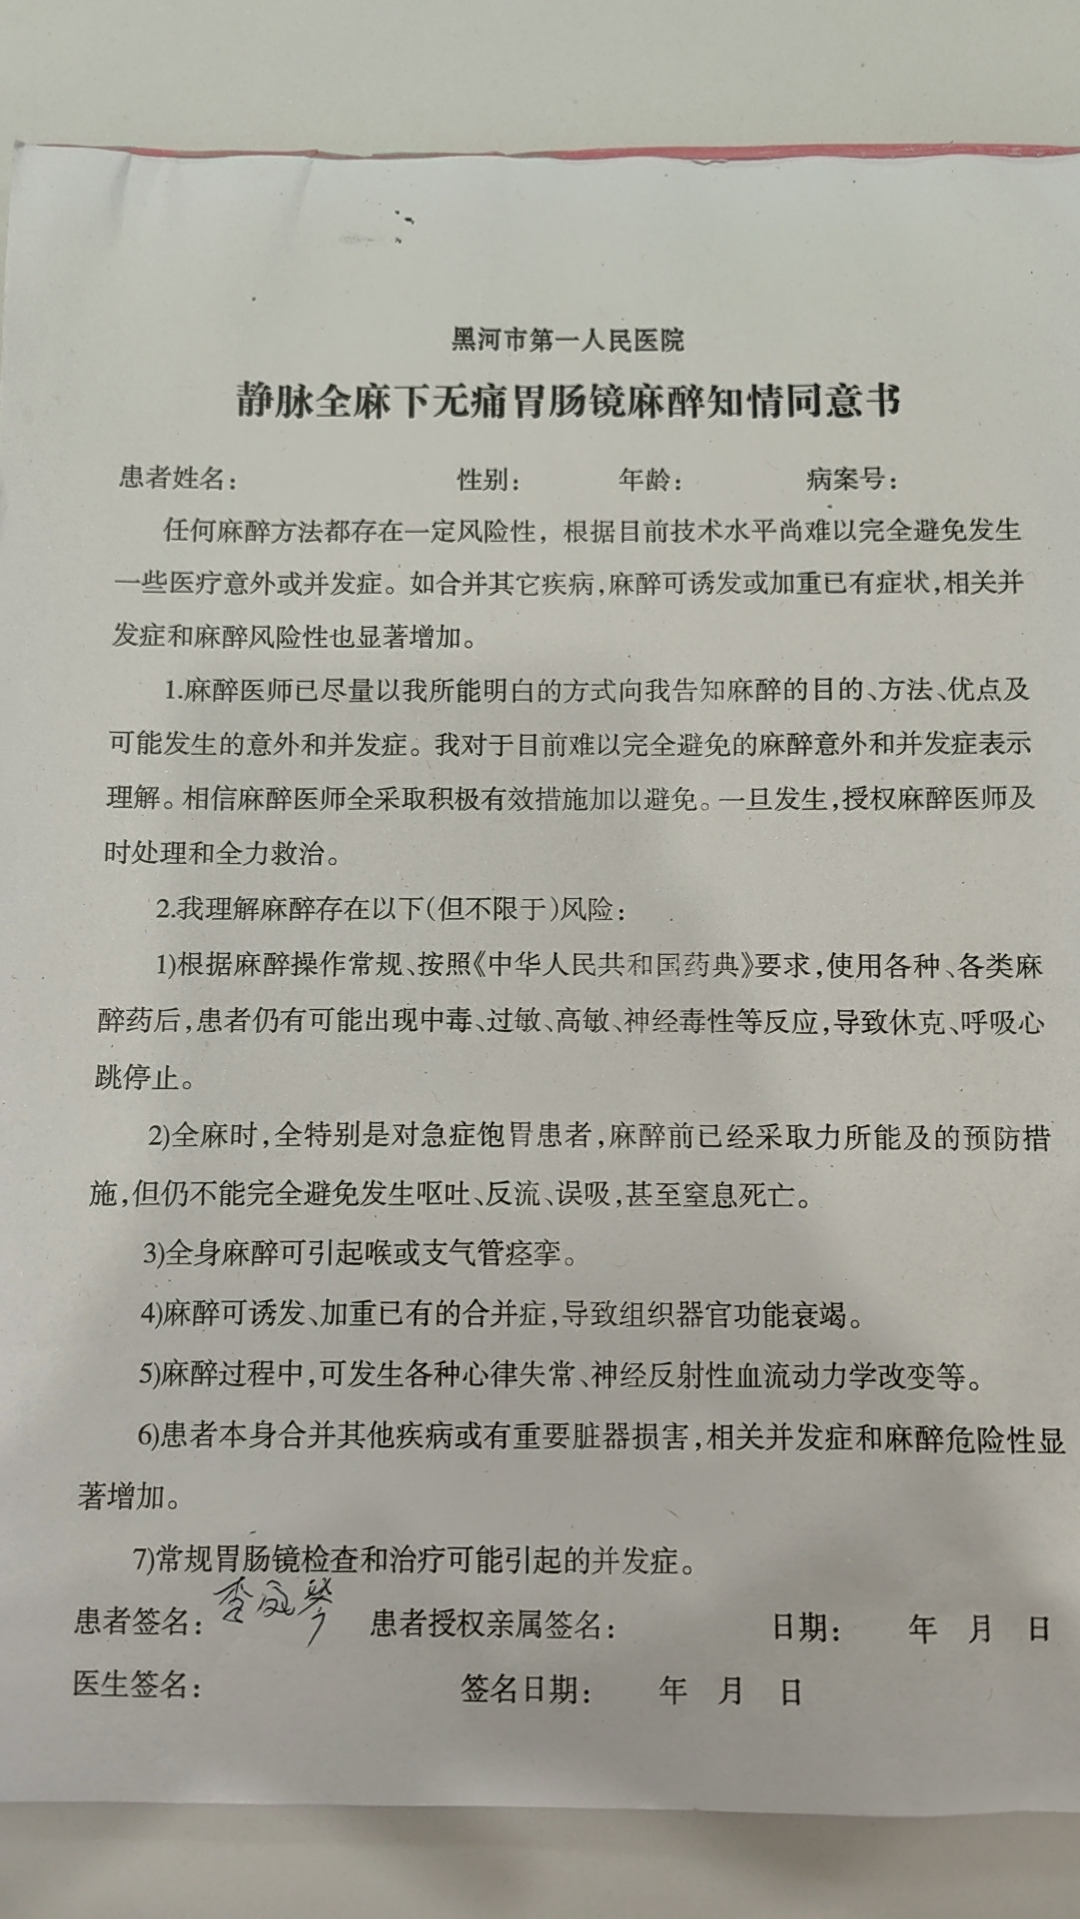 黑河市第一人民医院
静脉全麻下无痛胃肠镜麻醉知情同意书
患者姓名: 性别: 年龄: 病案号:
任何麻醉方法都存在一定风险性，根据目前技术水平尚难以完全避免发生
一些医疗意外或并发症。如合并其它疾病,麻醉可诱发或加重已有症状,相关并
发症和麻醉风险性也显著增加。
1.麻醉医师已尽量以我所能明白的方式向我告知麻醉的目的、方法、优点及
可能发生的意外和并发症。我对于目前难以完全避免的麻醉意外和并发症表示
理解。相信麻醉医师全采取积极有效措施加以避免。一旦发生,授权麻醉医师及
时处理和全力救治。
2.我理解麻醉存在以下(但不限于)风险:
1)根据麻醉操作常规、按照《中华人民共和国药典》要求,使用各种、各类麻
醉药后,患者仍有可能出现中毒、过敏、高敏、神经毒性等反应,导致休克、呼吸心
跳停止。
2)全麻时,全特别是对急症饱胃患者,麻醉前已经采取力所能及的预防措
施,但仍不能完全避免发生呕吐、反流、误吸,甚至窒息死亡。
3)全身麻醉可引起喉或支气管痉挛。
4)麻醉可诱发、加重已有的合并症,导致组织器官功能衰竭。
5)麻醉过程中,可发生各种心律失常、神经反射性血流动力学改变等。
6)患者本身合并其他疾病或有重要脏器损害,相关并发症和麻醉危险性显
著增加。
7)常规胃肠镜检查和治疗可能引起的并发症。
患者签名: 患者授权亲属签名: 日期: 年 月 日
医生签名: 签名日期: 年 月 日